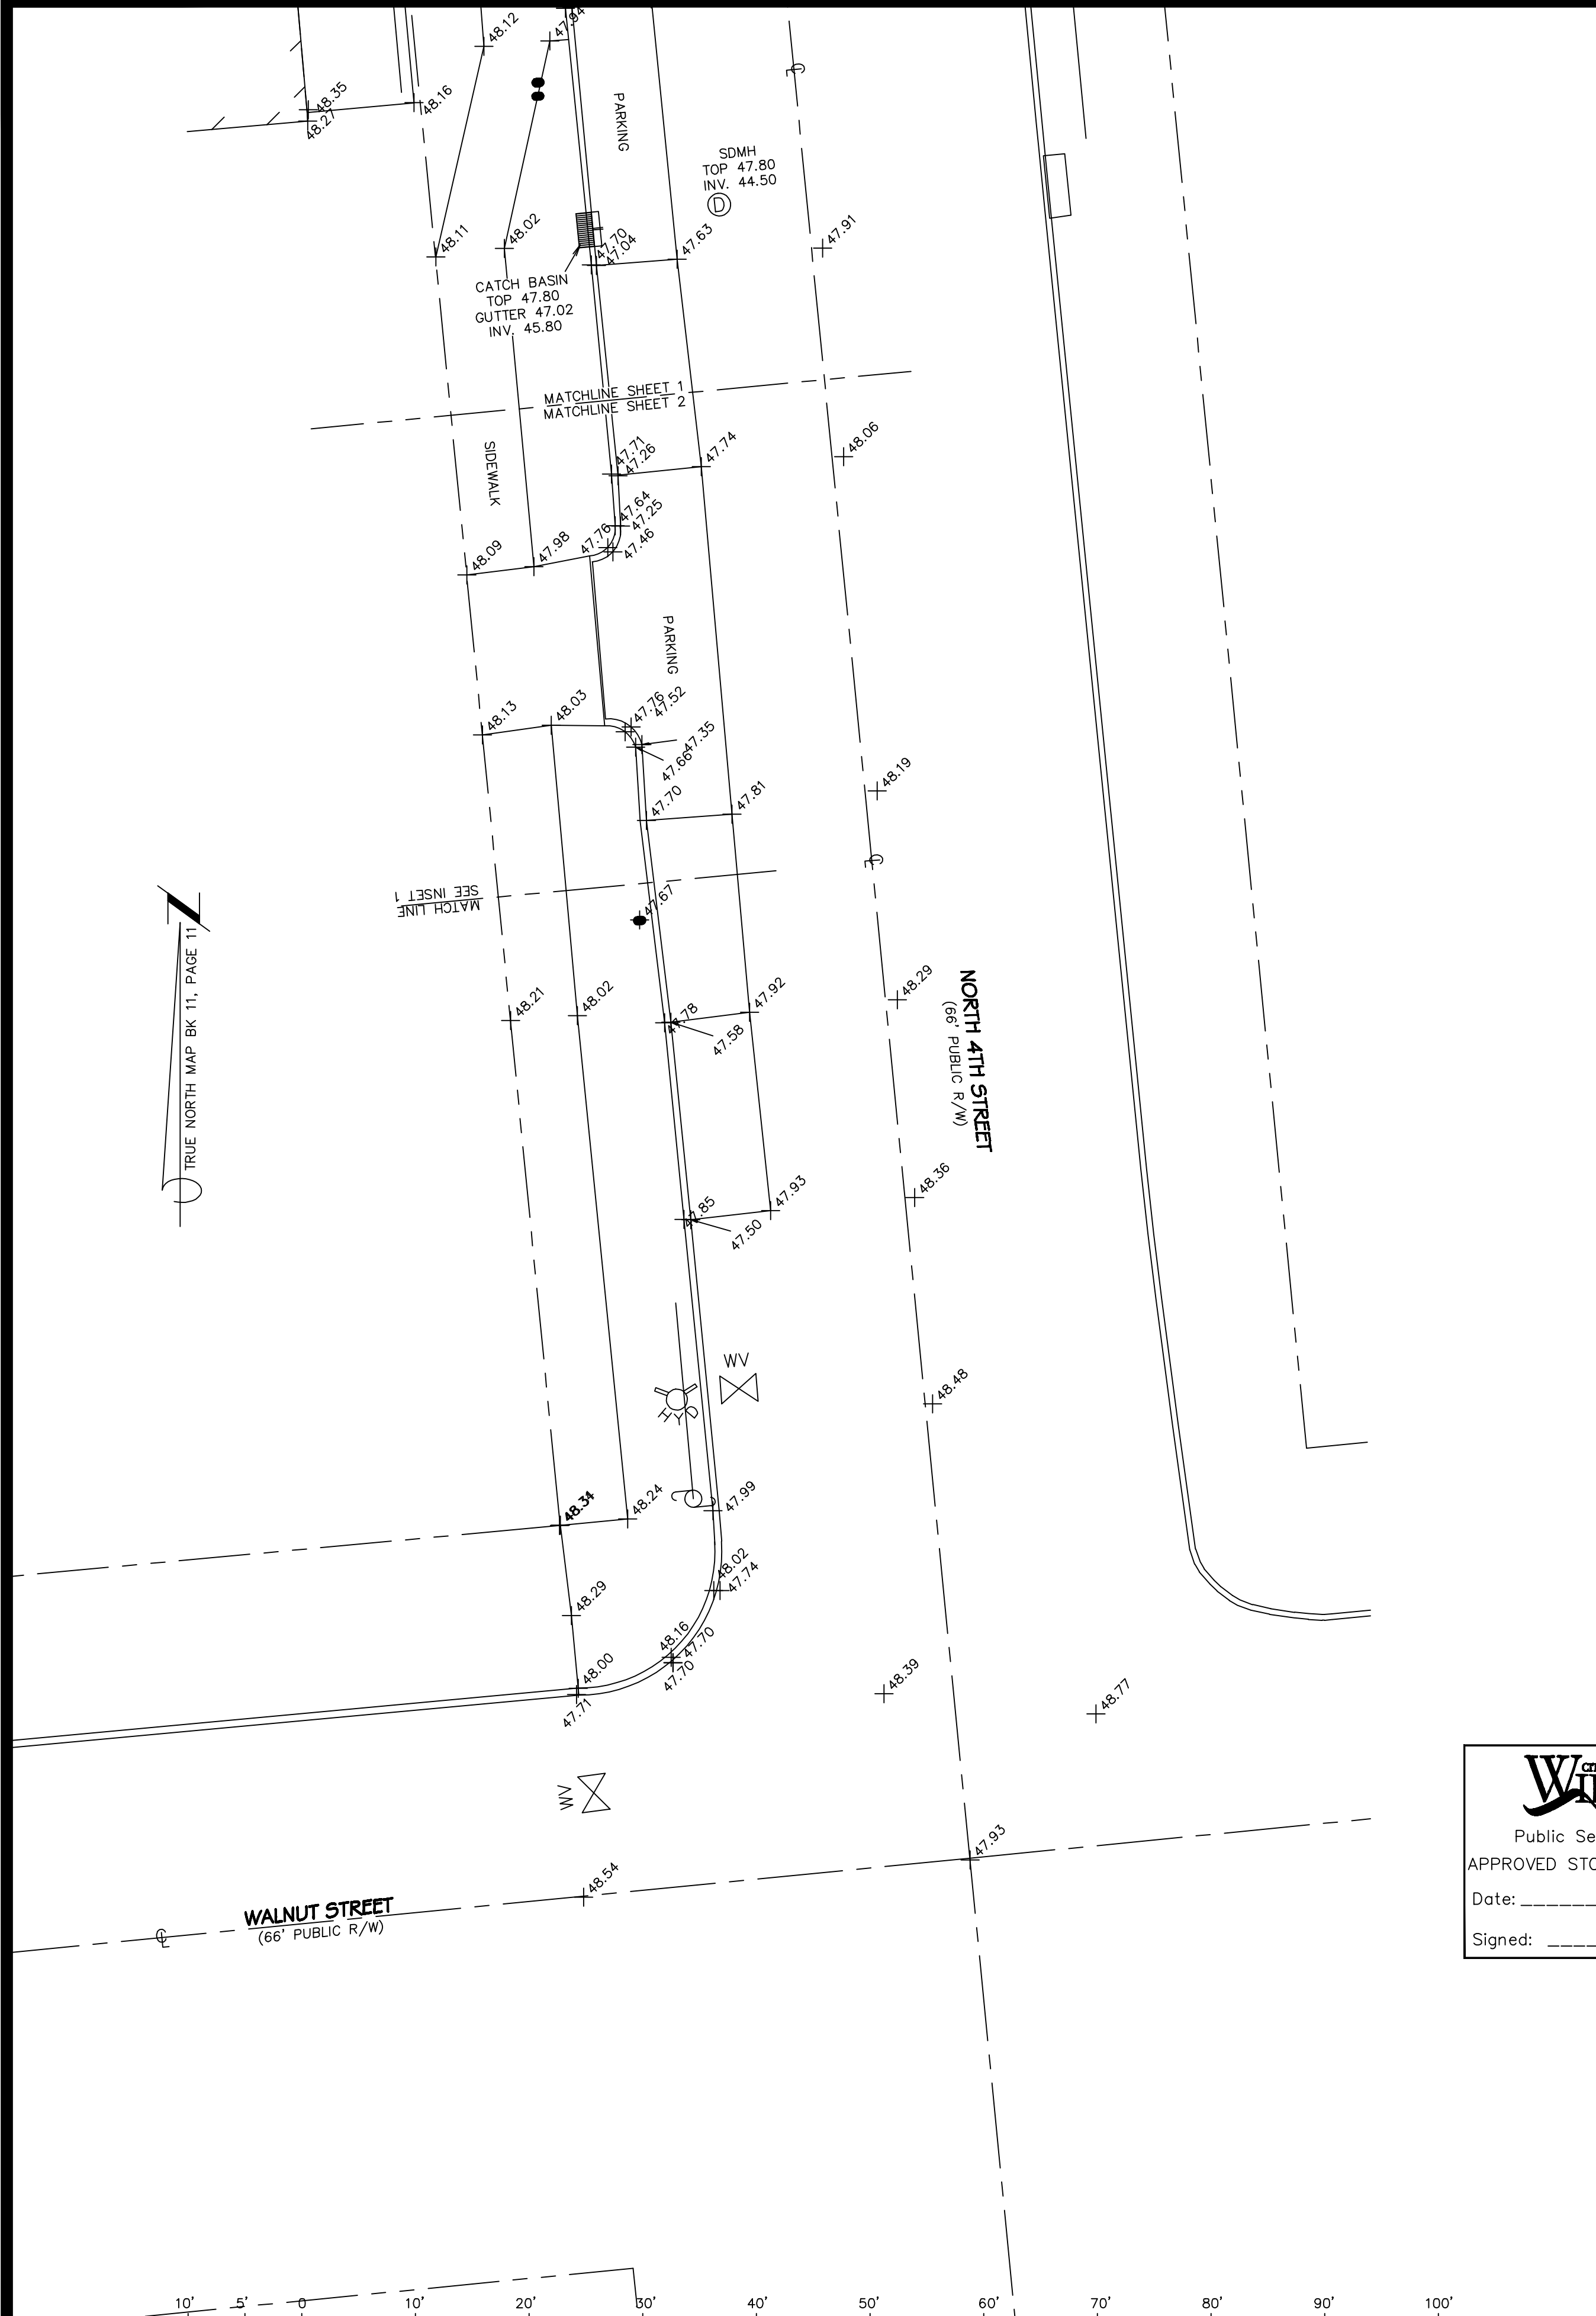 48.12
47.94
48.35
48.27
48.16
PARKING
SDMH
TOP 47.80
INV. 44.50
D
48.11
48.02
47.70
47.04
47.63
47.91
CATCH BASIN
TOP 47.80
GUTTER 47.02
INV. 45.80
MATCHLINE SHEET 1
MATCHLINE SHEET 2
SIDEWALK
47.71
47.26
47.74
48.06
47.64
47.25
47.76
47.46
48.09
47.98
PARKING
48.13
48.03
47.76
47.52
47.35
47.66
47.70
47.81
48.19
MATCH LINE
SEE INSET 1
47.67
TRUE NORTH MAP BK 11, PAGE 11
48.21
48.02
47.78
47.58
47.92
48.29
NORTH 4TH STREET
(66' PUBLIC R/W)
47.85
47.50
47.93
48.36
WV
HYD
48.48
48.24
47.99
48.29
48.02
47.74
48.16
47.70
47.70
48.00
47.71
48.39
48.77
WV
47.93
48.54
WALNUT STREET
(66' PUBLIC R/W)
Public Se
APPROVED STO
Date:
Signed:
10' 5' 0 10' 20' 30' 40' 50' 60' 70' 80' 90' 100'